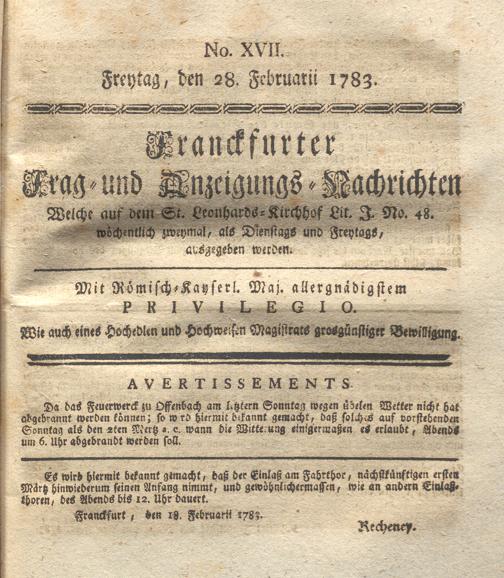 No. XVII.
Freytag, den 28. Februarii 1783.
Franckfurter
Frag- und Anzeigungs-Nachrichten
Welche auf dem St. Leonhards-Kirchhof Lit. J. No. 48.
wöchentlich zweymal, als Dienstags und Freytags,
ausgegeben werden.
Mit Römisch-Kayserl. Maj. allergnädigstem
PRIVILEGIO.
Wie auch eines Hochedlen und Hochweisen Magistrats grosgünstiger Bewilligung.
AVERTISSEMENTS.
Da das Feuerwerck zu Offenbach am letztern Sonntag wegen übelen Wetter nicht hat
abgebrannt werden können; so wird hiermit bekannt gemacht, daß solches auf vorstehenden
Sonntag als den 2ten Mertz a. c. wann die Witterung einigermaßen es erlaubt, Abends
um 6. Uhr abgebrandt werden soll.
Es wird hiermit bekannt gemacht, daß der Einlaß am Fahrthor, nächstkünftigen ersten
Märtz hinwiederum seinen Anfang nimmt, und gewöhnlichermassen, wie an andern Einlaß-
thoren, des Abends bis 12. Uhr dauert.
Franckfurt, den 18. Februarii 1783.
Recheney.